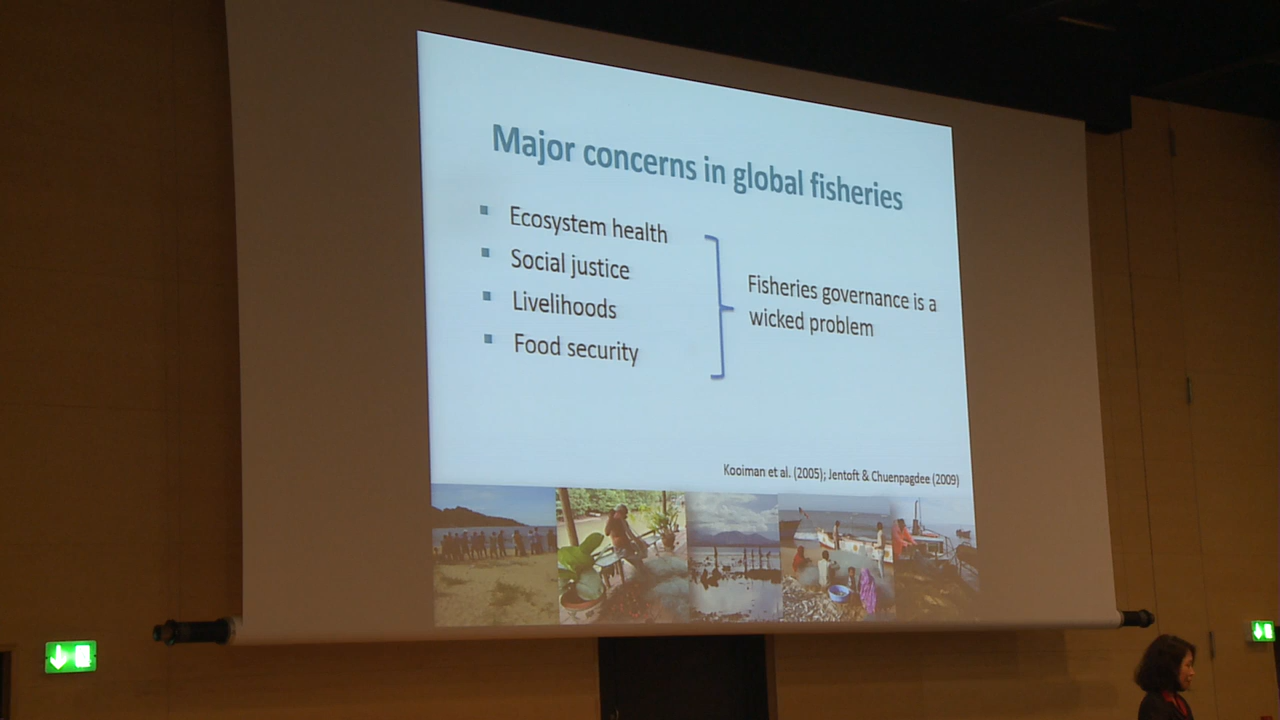 Major concerns in global fisheries
Ecosystem health
Social justice
Livelihoods
Food security
Fisheries governance is a
wicked problem
Kooiman et al. (2005); Jentoft & Chuenpagdee (2009)